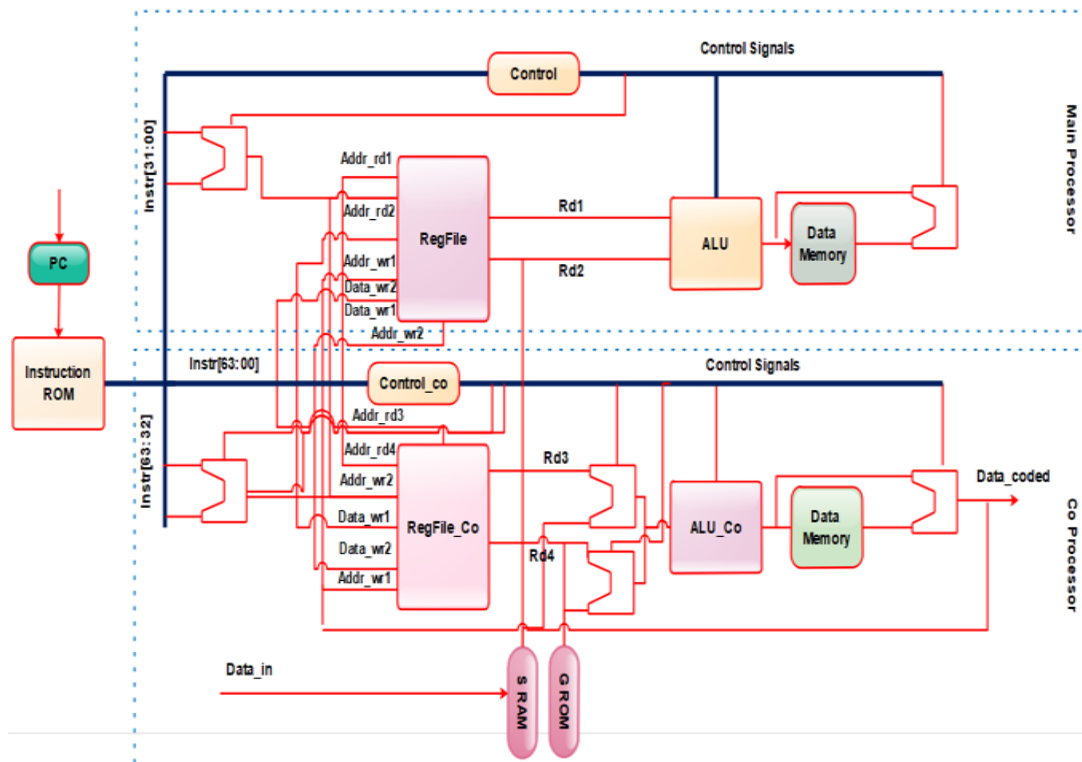 Control Signals
Control
Main Processor
Instr[31:00]
Addr_rd1
Addr_rd2
RegFile
Rd1
ALU
Data
Memory
PC
Addr_wr1
Data_wr2
Rd2
Data_wr1
Addr_wr2
Instruction
ROM
Instr[63:00]
Control_co
Control Signals
Instr[63:32]
Addr_rd3
Addr_rd4
Addr_wr2
Rd3
Data_coded
Data_wr1
RegFile_Co
ALU_Co
Data
Memory
Co Processor
Data_wr2
Rd4
Addr_wr1
Data_in
S RAM
G ROM